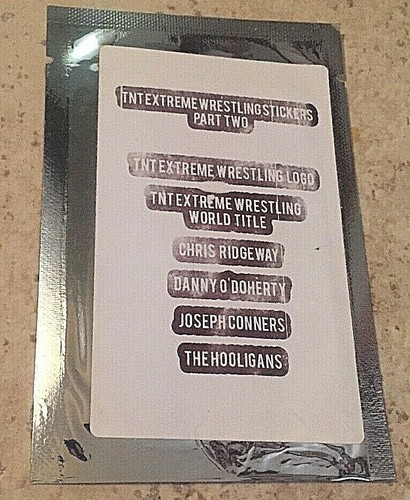 TNT EXTREME WRESTLING STICKERS
PART TWO
TNT EXTREME WRESTLING LOGO
TNT EXTREME WRESTLING
WORLD TITLE
CHRIS RIDGEWAY
DANNY O'DOHERTY
JOSEPH CONNERS
THE HOOLIGANS